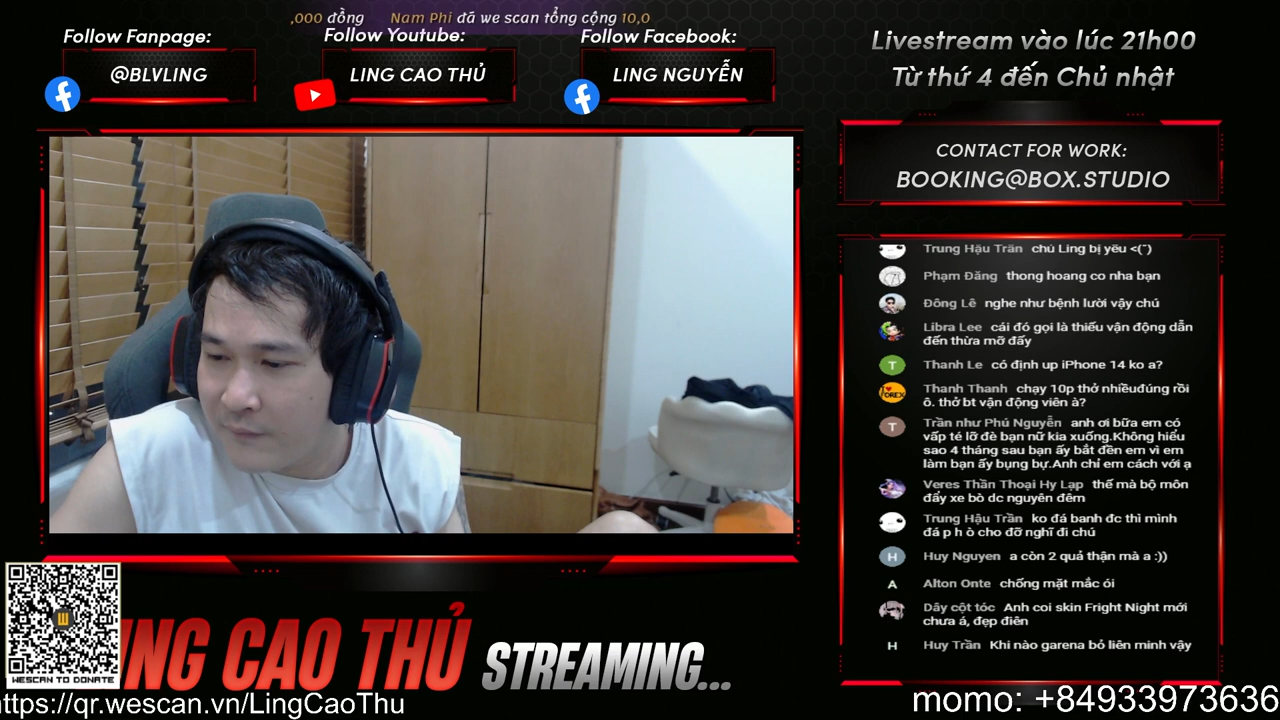 ,000 đồng Nam Phi đã we scan tổng cộng 10,0
Follow Fanpage:
@BLVLING
Follow Youtube:
LING CAO THỦ
Follow Facebook:
LING NGUYỄN
Livestream vào lúc 21h00
Từ thứ 4 đến Chủ nhật
CONTACT FOR WORK:
BOOKING@BOX.STUDIO
Trung Hậu Trần chú Ling bị yếu <(")
Phạm Đăng thong hoang co nha bạn
Đông Lê nghe như bệnh lười vậy chú
Libra Lee cái đó gọi là thiếu vận động dẫn
đến thừa mỡ đấy
T Thanh Le có định up iPhone 14 ko a?
I ♥ FOREX Thanh Thanh chạy 10p thở nhiềuđúng rồi
ô. thở bt vận động viên à?
T Trần như Phú Nguyễn anh ơi bữa em có
vấp té lỡ đè bạn nữ kia xuống.Không hiểu
sao 4 tháng sau bạn ấy bắt đền em vì em
làm bạn ấy bụng bự.Anh chỉ em cách với ạ
Veres Thần Thoại Hy Lạp thế mà bộ môn
đẩy xe bò dc nguyên đêm
Trung Hậu Trần ko đá banh đc thì mình
đá p h ò cho đỡ nghĩ đi chú
H Huy Nguyen a còn 2 quả thận mà a :))
A Alton Onte chống mặt mắc ói
Dây cột tóc Anh coi skin Fright Night mới
chưa á, đẹp điên
H Huy Trần Khi nào garena bỏ liên minh vậy
W
WESCAN TO DONATE
ING CAO THỦ STREAMING...
https://qr.wescan.vn/LingCaoThu
momo: +84933973636